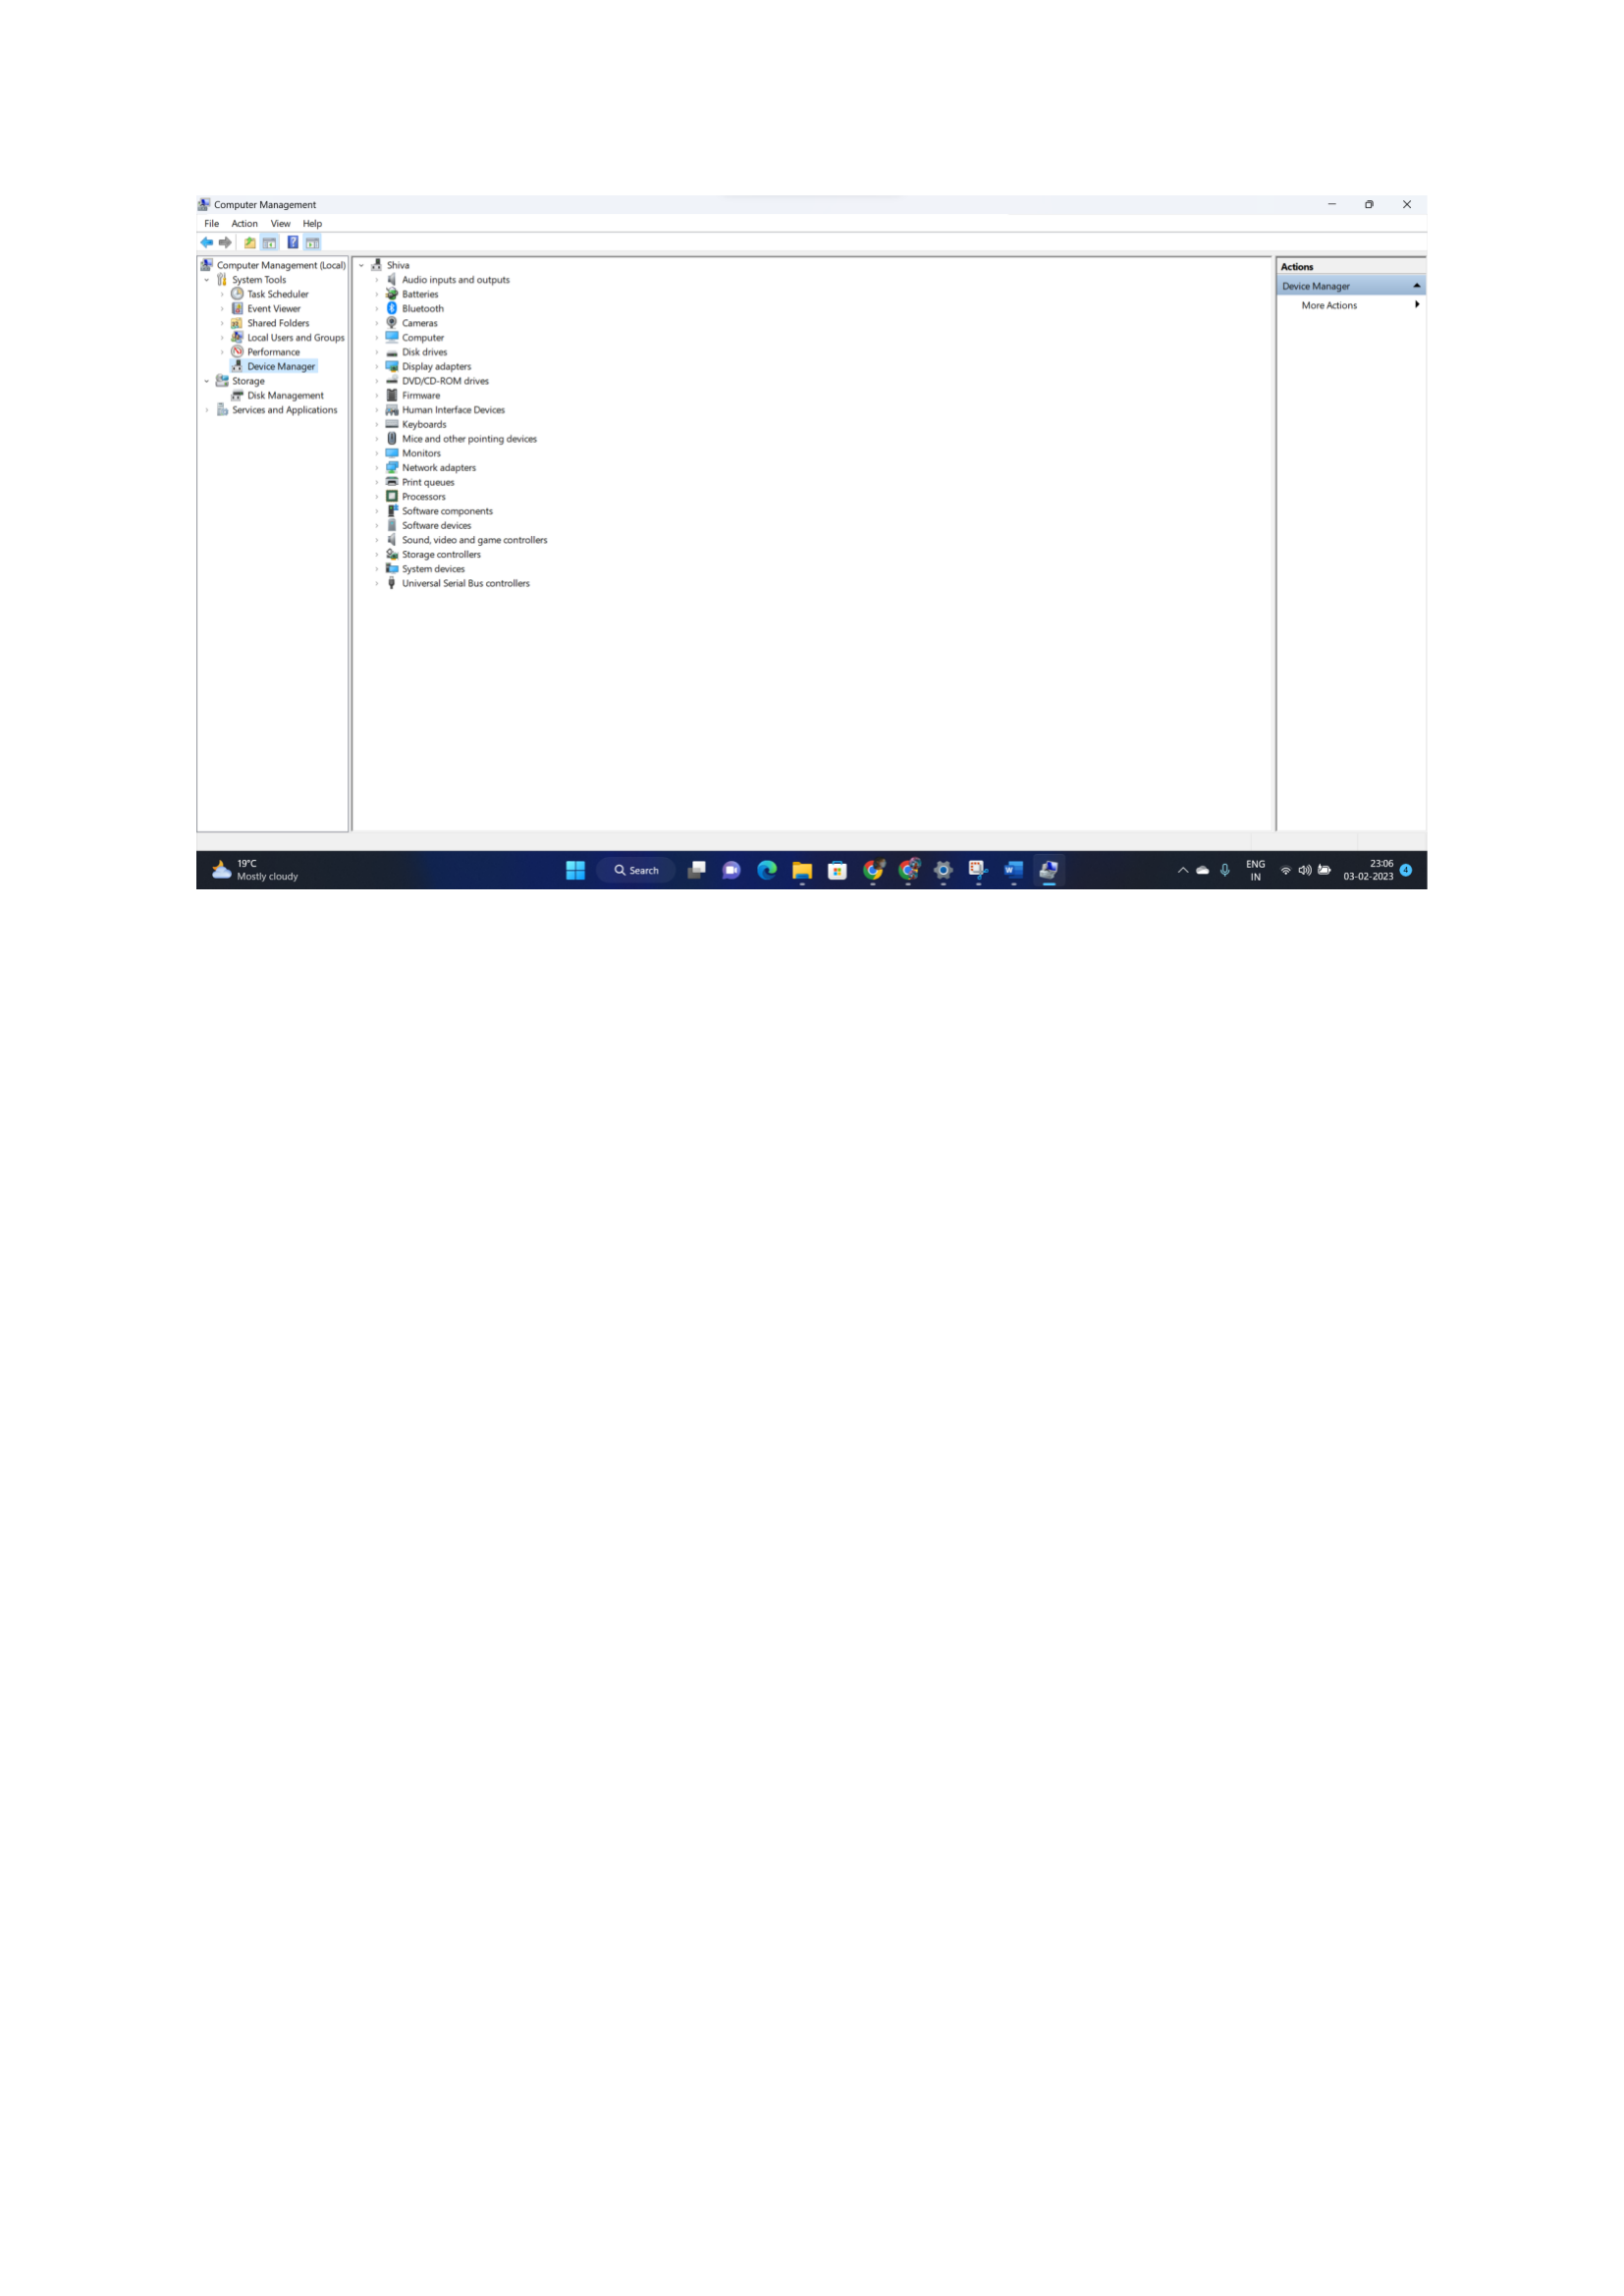 Computer Management
File Action View Help
Computer Management (Local)
System Tools
Task Scheduler
Event Viewer
Shared Folders
Local Users and Groups
Performance
Device Manager
Storage
Disk Management
Services and Applications
Shiva
Audio inputs and outputs
Batteries
Bluetooth
Cameras
Computer
Disk drives
Display adapters
DVD/CD-ROM drives
Firmware
Human Interface Devices
Keyboards
Mice and other pointing devices
Monitors
Network adapters
Print queues
Processors
Software components
Software devices
Sound, video and game controllers
Storage controllers
System devices
Universal Serial Bus controllers
Actions
Device Manager
More Actions
19°C
Mostly cloudy
Search
ENG
IN
23:06
03-02-2023
4